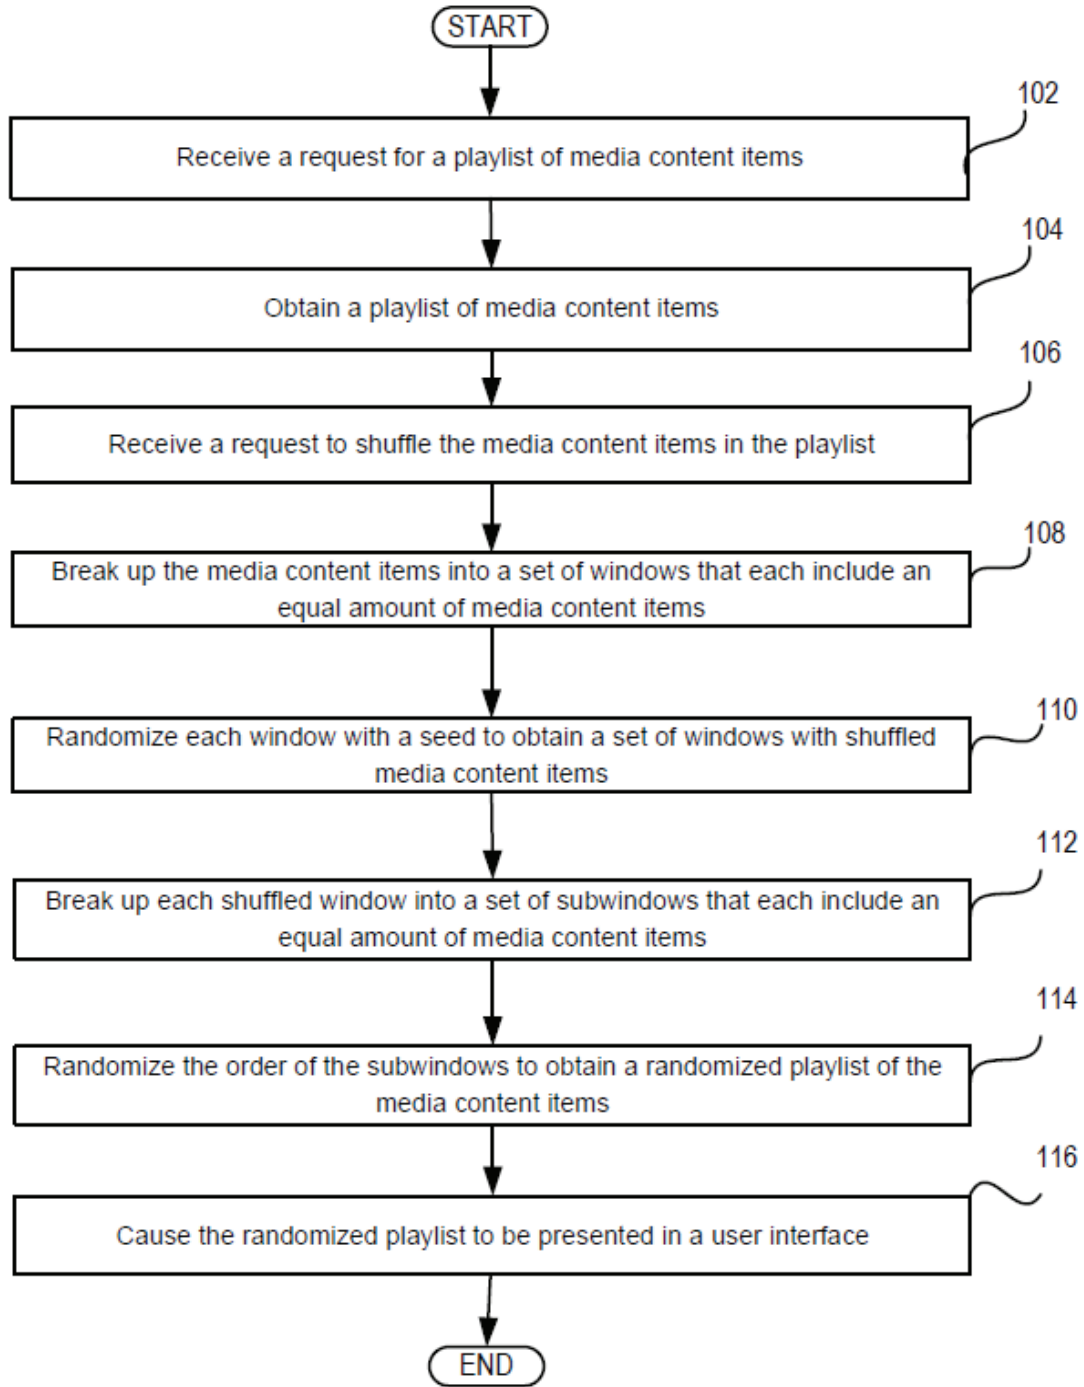 START
102
Receive a request for a playlist of media content items
104
Obtain a playlist of media content items
106
Receive a request to shuffle the media content items in the playlist
108
Break up the media content items into a set of windows that each include an
equal amount of media content items
110
Randomize each window with a seed to obtain a set of windows with shuffled
media content items
112
Break up each shuffled window into a set of subwindows that each include an
equal amount of media content items
114
Randomize the order of the subwindows to obtain a randomized playlist of the
media content items
116
Cause the randomized playlist to be presented in a user interface
END